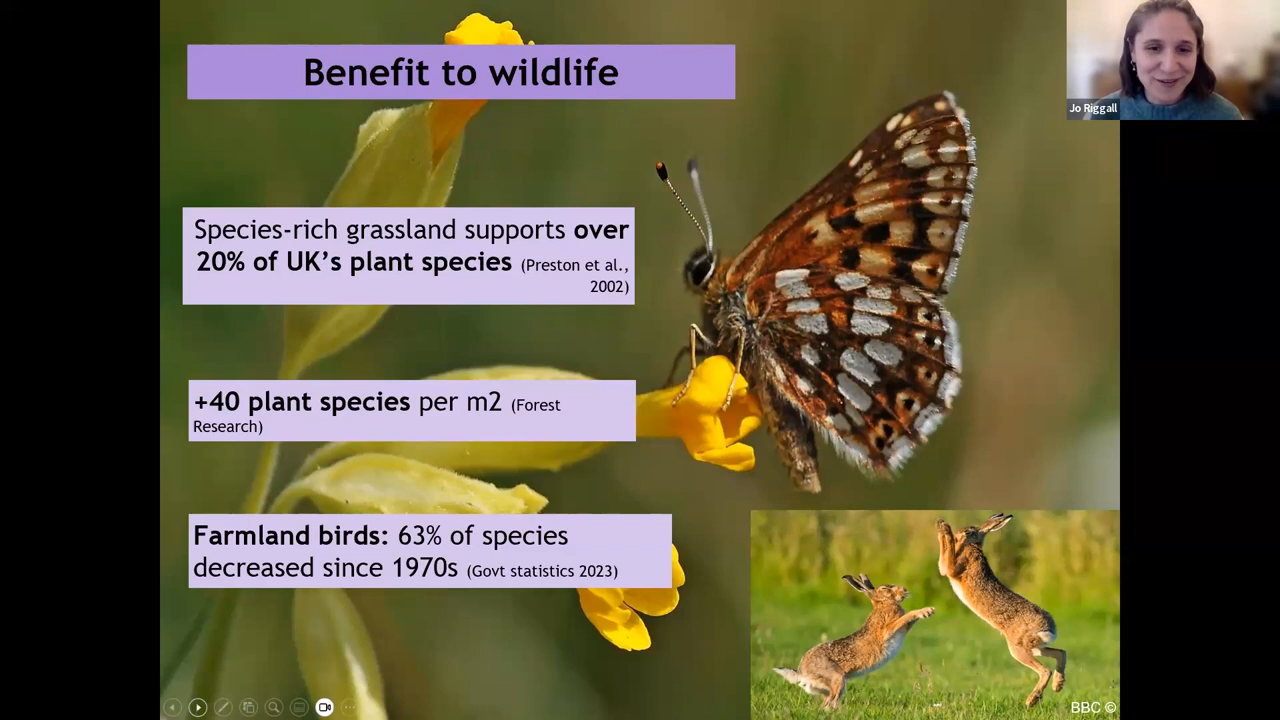 Benefit to wildlife
Jo Riggall
Species-rich grassland supports over
20% of UK’s plant species (Preston et al.,
2002)
+40 plant species per m2 (Forest
Research)
Farmland birds: 63% of species
decreased since 1970s (Govt statistics 2023)
BBC ©